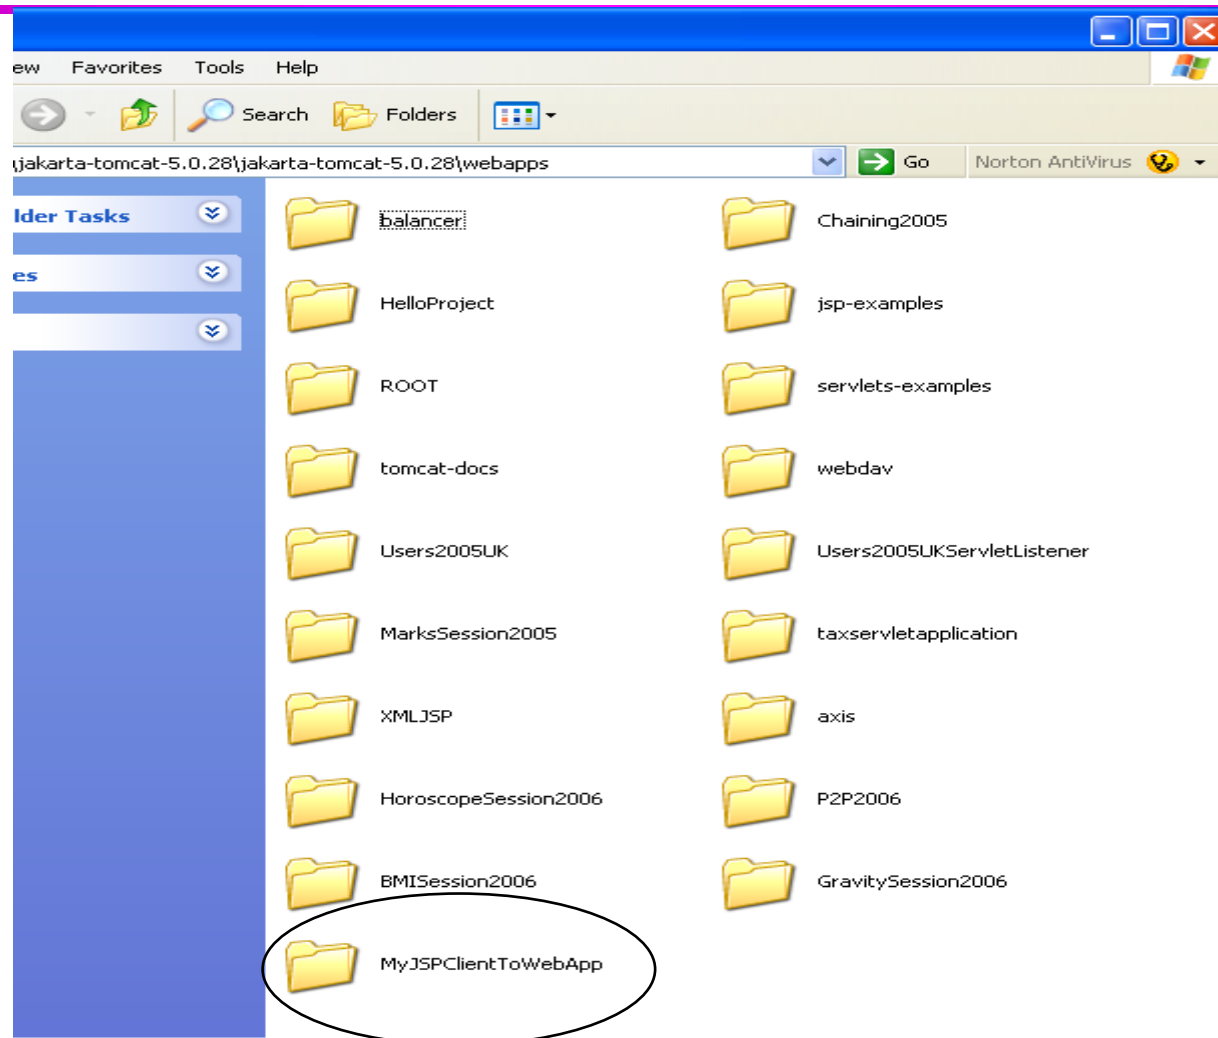 ew Favorites Tools Help
Search Folders
\jakarta-tomcat-5.0.28\jakarta-tomcat-5.0.28\webapps Go Norton AntiVirus
lder Tasks
es
balancer Chaining2005
HelloProject jsp-examples
ROOT servlets-examples
tomcat-docs webdav
Users2005UK Users2005UKServletListener
MarksSession2005 taxservletapplication
XMLJSP axis
HoroscopeSession2006 P2P2006
BMISession2006 GravitySession2006
MyJSPClientToWebApp